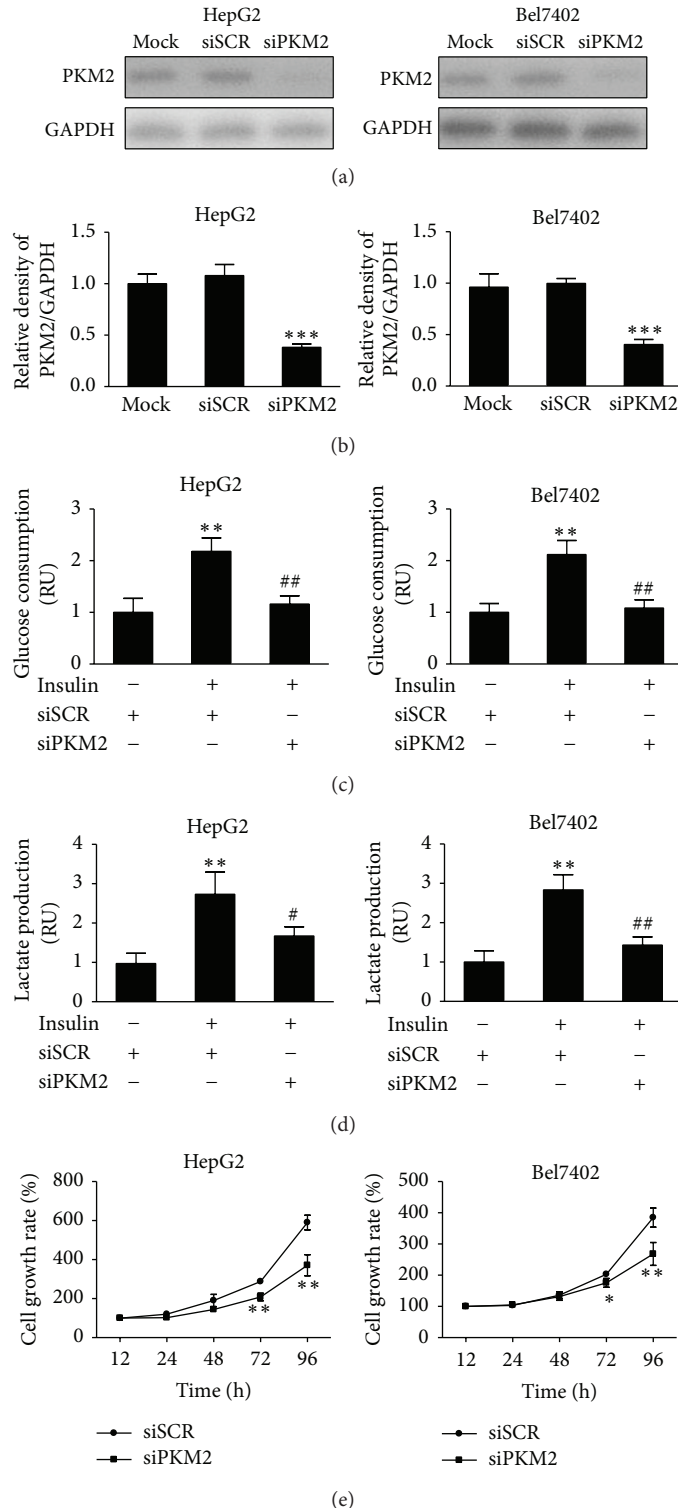 HepG2 Bel7402
Mock siSCR siPKM2 Mock siSCR siPKM2
PKM2 PKM2
GAPDH GAPDH
(a)
HepG2
Relative density of
PKM2/GAPDH
1.5
1.0
0.5
0.0
Mock siSCR siPKM2
***
Bel7402
Relative density of
PKM2/GAPDH
1.5
1.0
0.5
0.0
Mock siSCR siPKM2
***
(b)
HepG2
Glucose consumption
(RU)
3
2
1
0
**
##
Insulin − + +
siSCR + + −
siPKM2 − − +
Bel7402
Glucose consumption
(RU)
3
2
1
0
**
##
Insulin − + +
siSCR + + −
siPKM2 − − +
(c)
HepG2
Lactate production
(RU)
4
3
2
1
0
**
#
Insulin − + +
siSCR + + −
siPKM2 − − +
Bel7402
Lactate production
(RU)
4
3
2
1
0
**
##
Insulin − + +
siSCR + + −
siPKM2 − − +
(d)
HepG2
Cell growth rate (%)
800
600
400
200
0
**
**
12 24 48 72 96
Time (h)
siSCR
siPKM2
Bel7402
Cell growth rate (%)
500
400
300
200
100
0
*
**
12 24 48 72 96
Time (h)
siSCR
siPKM2
(e)